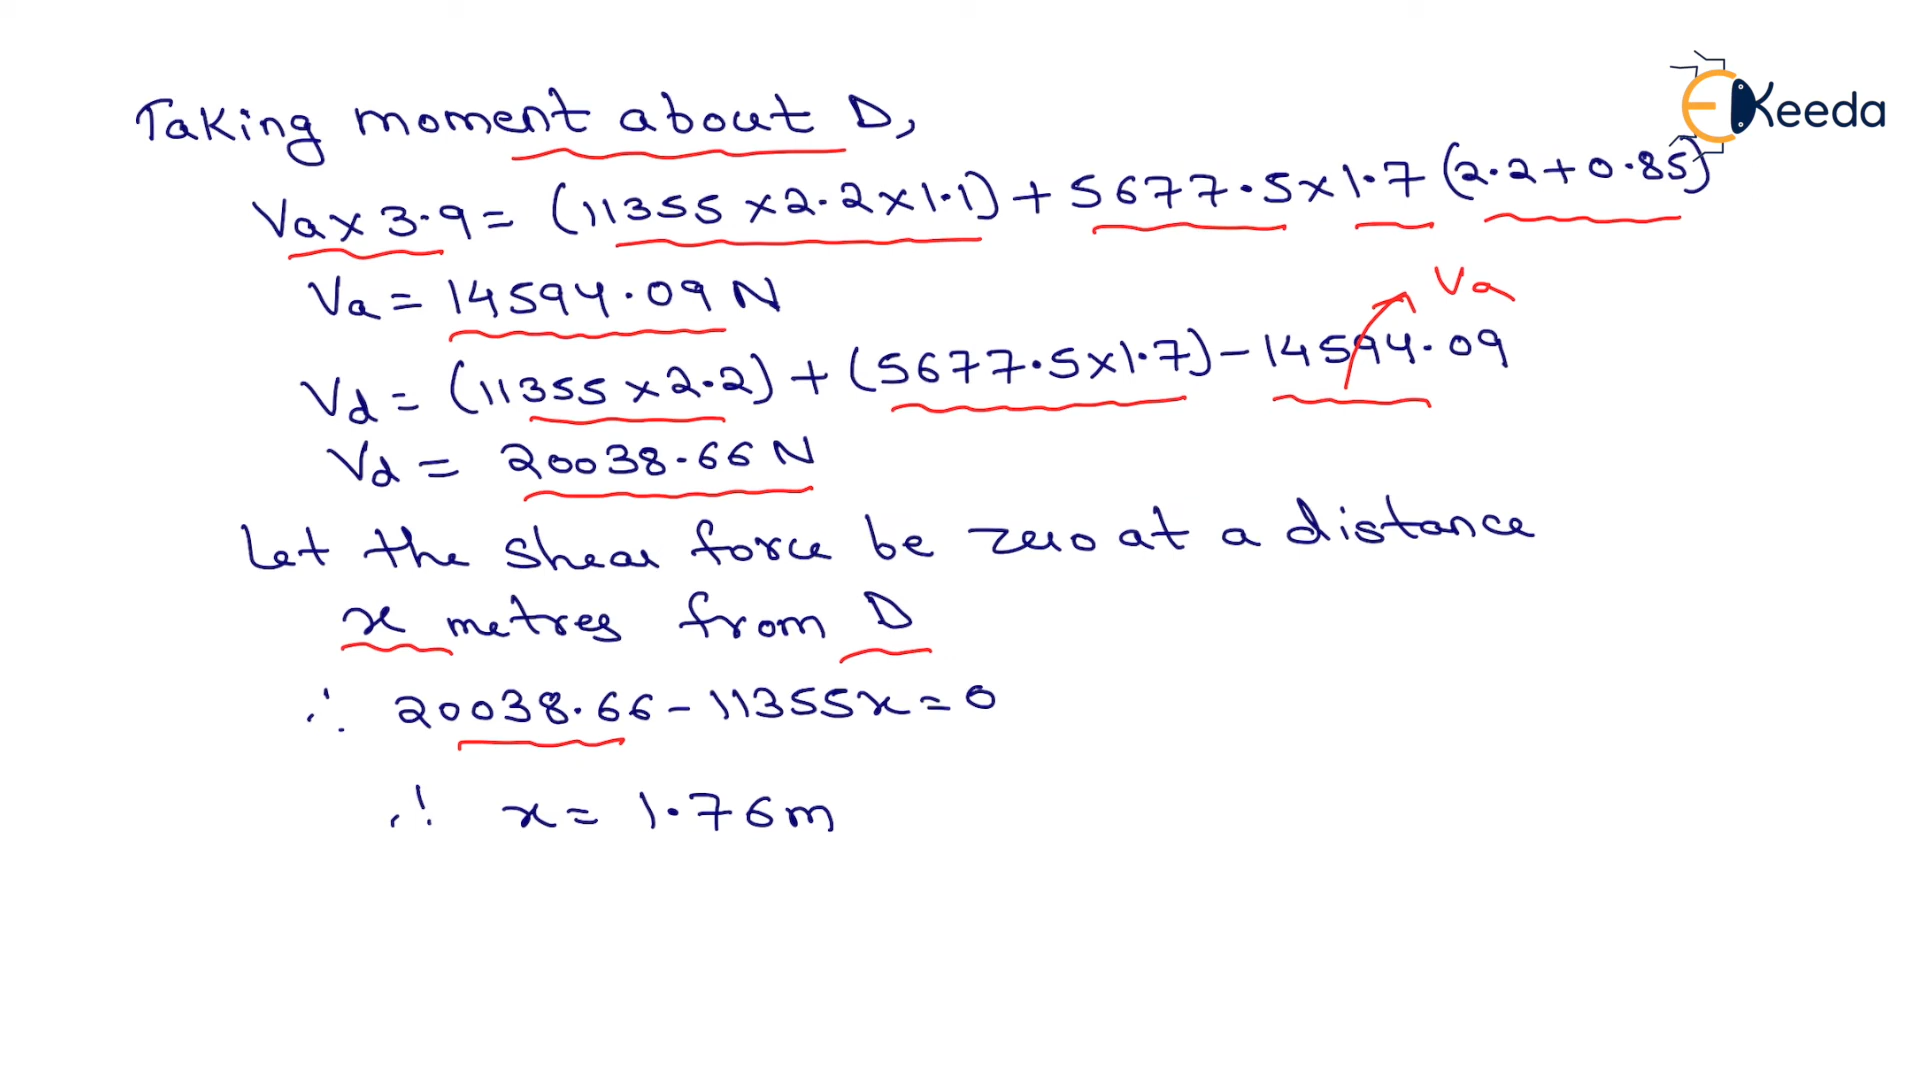 Taking moment about D,
EKeeda
Va x 3.9 = (11355 x 2.2 x 1.1) + 5677.5 x 1.7 (2.2 + 0.85)
Va = 14594.09 N
Va
Vd = (11355 x 2.2) + (5677.5 x 1.7) - 14594.09
Vd = 20038.66 N
Let the shear force be zero at a distance
x metres from D
∴ 20038.66 - 11355x = 0
∴ x = 1.76m